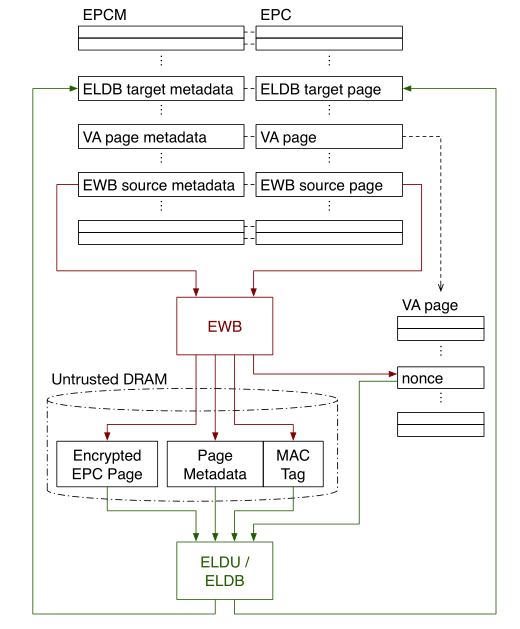 EPCM EPC
ELDB target metadata ELDB target page
VA page metadata VA page
EWB source metadata EWB source page
VA page
EWB
nonce
Untrusted DRAM
Encrypted
EPC Page
Page
Metadata
MAC
Tag
ELDU /
ELDB